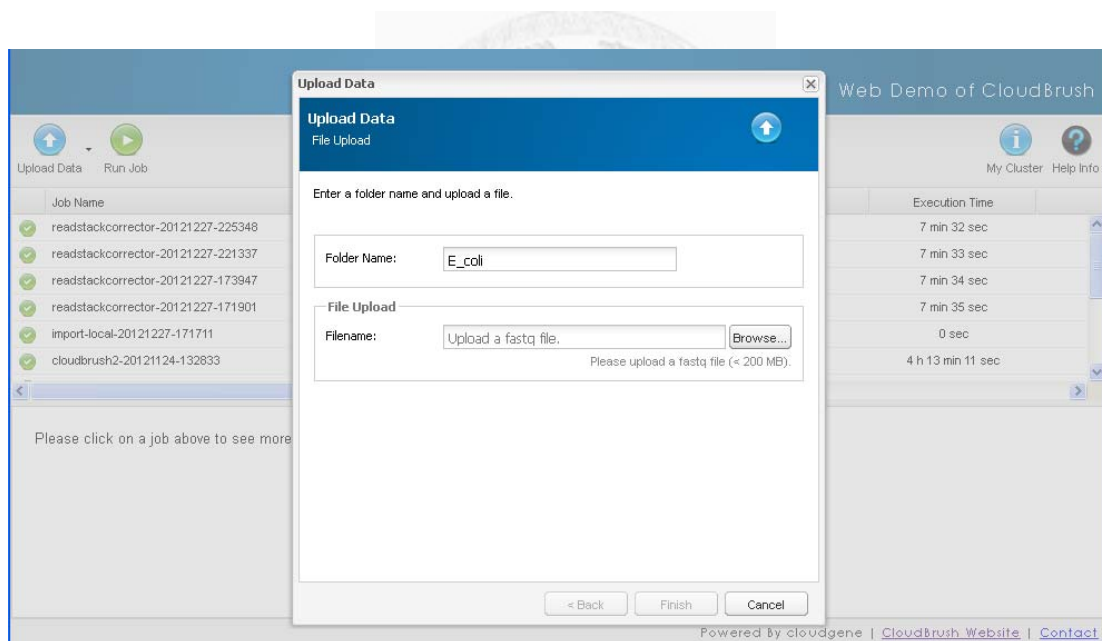 Upload Data
Web Demo of CloudBrush
Upload Data
File Upload
Upload Data Run Job
My Cluster Help Info
Enter a folder name and upload a file.
Job Name Execution Time
readstackcorrector-20121227-225348 7 min 32 sec
readstackcorrector-20121227-221337 7 min 33 sec
readstackcorrector-20121227-173947 7 min 34 sec
readstackcorrector-20121227-171901 7 min 35 sec
import-local-20121227-171711 0 sec
cloudbrush2-20121124-132833 4 h 13 min 11 sec
Folder Name: E_coli
File Upload
Filename: Upload a fastq file. Browse...
Please upload a fastq file (< 200 MB).
Please click on a job above to see more
< Back Finish Cancel
Powered By cloudgene | CloudBrush Website | Contact